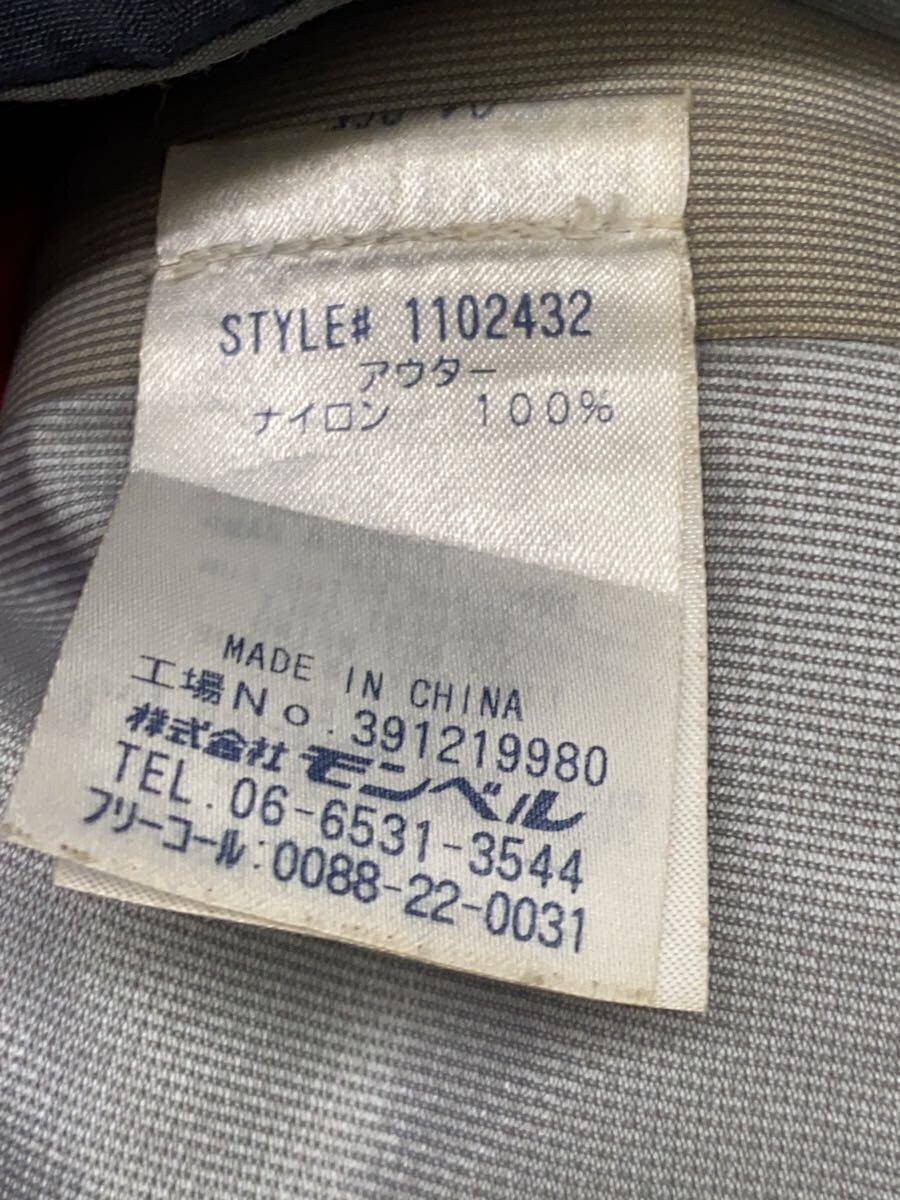 STYLE# 1102432
アウター
ナイロン 100%
MADE IN CHINA
工場No.391219980
株式会社モンベル
TEL.06-6531-3544
フリーコール:0088-22-0031